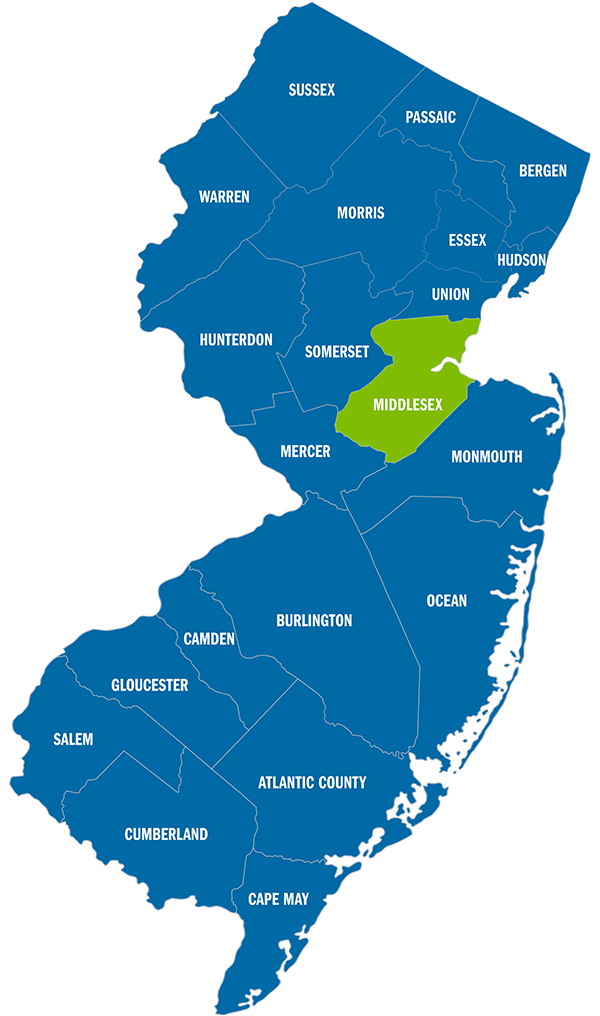 SUSSEX
PASSAIC
BERGEN
WARREN
MORRIS
ESSEX
HUDSON
UNION
HUNTERDON
SOMERSET
MIDDLESEX
MERCER
MONMOUTH
OCEAN
BURLINGTON
CAMDEN
GLOUCESTER
SALEM
ATLANTIC COUNTY
CUMBERLAND
CAPE MAY